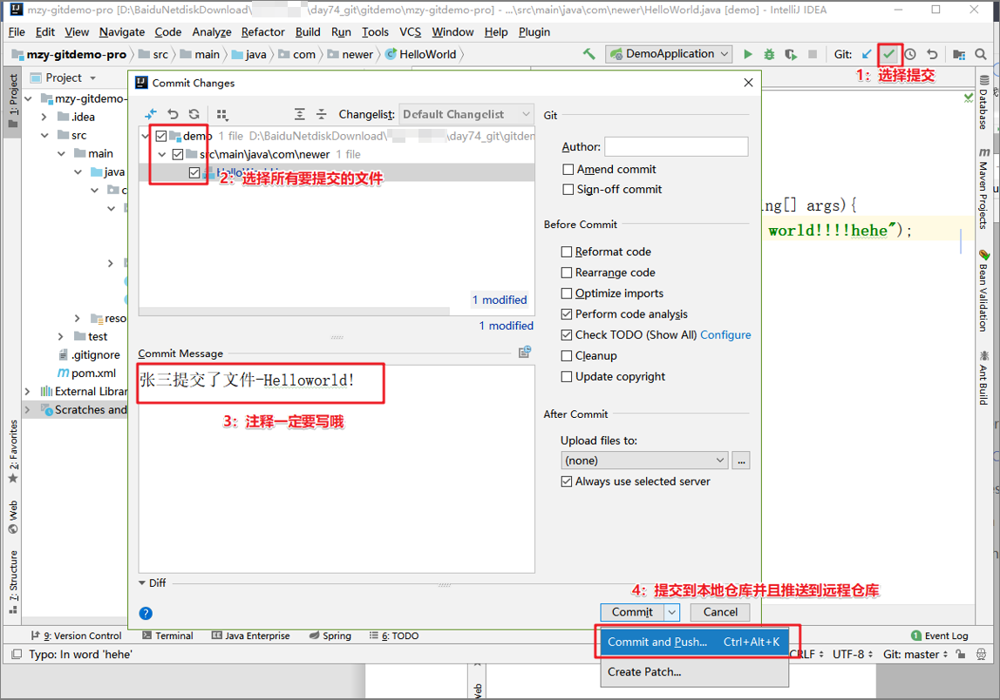 mzy-gitdemo-pro [D:\BaiduNetdiskDownload\ \day74_git\gitdemo\mzy-gitdemo-pro] - ...\src\main\java\com\newer\HelloWorld.java [demo] - IntelliJ IDEA
File Edit View Navigate Code Analyze Refactor Build Run Tools VCS Window Help Plugin
mzy-gitdemo-pro src main java com newer HelloWorld DemoApplication Git:
1：选择提交
1: Project
Project
mzy-gitdemo-
.idea
src
main
java
c
reso
test
.gitignore
pom.xml
External Librar
Scratches and
2: Favorites
Web
7: Structure
Commit Changes
Changelist: Default Changelist
demo 1 file D:\BaiduNetdiskDownload\ \day74_git\gitden
src\main\java\com\newer 1 file
2：选择所有要提交的文件
1 modified
1 modified
Commit Message
张三提交了文件-Helloworld!
3：注释一定要写哦
Diff
Git
Author:
Amend commit
Sign-off commit
Before Commit
Reformat code
Rearrange code
Optimize imports
Perform code analysis
Check TODO (Show All) Configure
Cleanup
Update copyright
After Commit
Upload files to:
(none) ...
Always use selected server
4：提交到本地仓库并且推送到远程仓库
? Commit Cancel
Commit and Push... Ctrl+Alt+K
Create Patch...
ng[] args){
world!!!!hehe");
Database
Maven Projects
Bean Validation
Ant Build
9: Version Control Terminal Java Enterprise Spring 6: TODO Event Log
Typo: In word 'hehe' CRLF UTF-8 Git: master